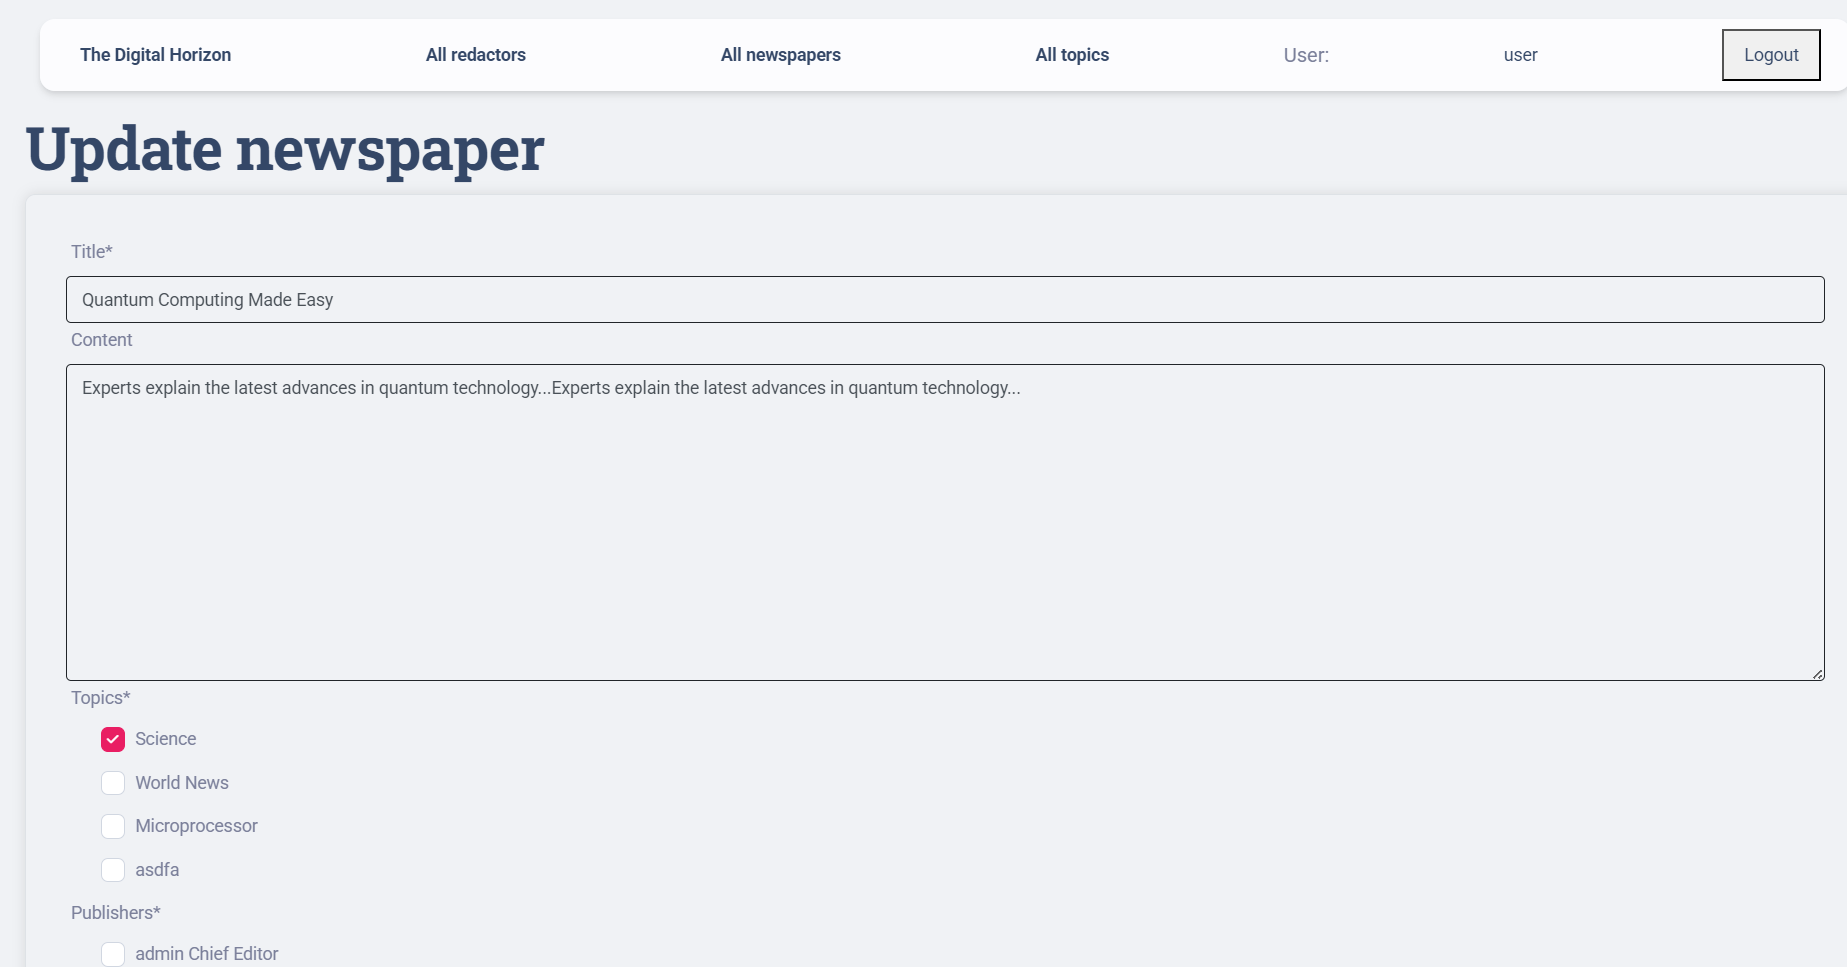 The Digital Horizon All redactors All newspapers All topics User: user Logout
Update newspaper
Title*
Quantum Computing Made Easy
Content
Experts explain the latest advances in quantum technology...Experts explain the latest advances in quantum technology...
Topics*
Science
World News
Microprocessor
asdfa
Publishers*
admin Chief Editor